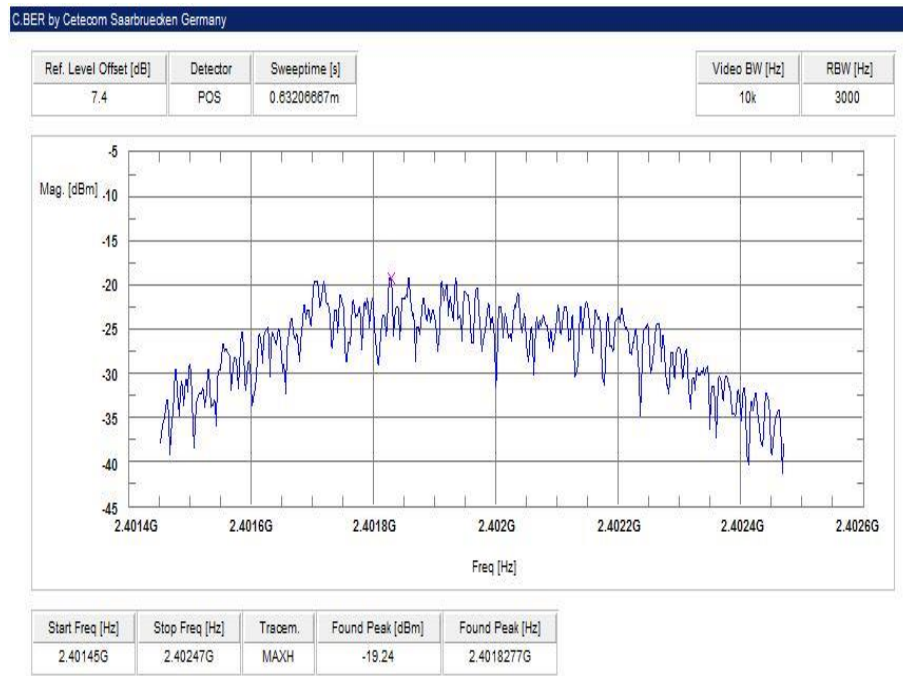 C.BER by Cetecom Saarbruecken Germany
Ref. Level Offset [dB] Detector Sweeptime [s] Video BW [Hz] RBW [Hz]
7.4 POS 0.63206667m 10k 3000
-5
Mag. [dBm] -10
-15
-20
-25
-30
-35
-40
-45
2.4014G 2.4016G 2.4018G 2.402G 2.4022G 2.4024G 2.4026G
Freq [Hz]
Start Freq [Hz] Stop Freq [Hz] Tracem. Found Peak [dBm] Found Peak [Hz]
2.40145G 2.40247G MAXH -19.24 2.4018277G